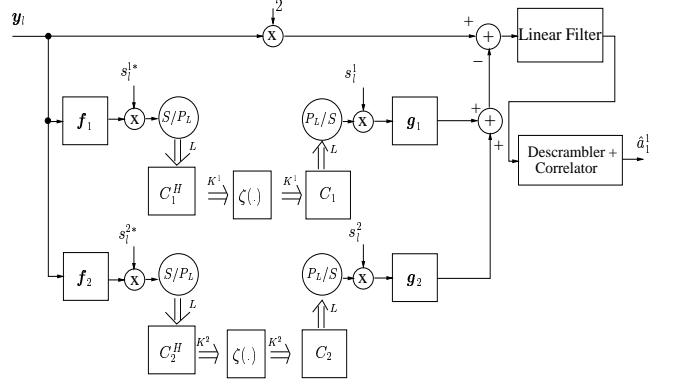 y_l
2
x
+
+
−
Linear Filter
s_l^{1*}
f_1
x
S/P_L
L
C_1^H
K^1
ζ(.)
K^1
C_1
L
P_L/S
s_l^1
x
g_1
+
+
+
Descrambler +
Correlator
â_1^1
s_l^{2*}
f_2
x
S/P_L
L
C_2^H
K^2
ζ(.)
K^2
C_2
L
P_L/S
s_l^2
x
g_2